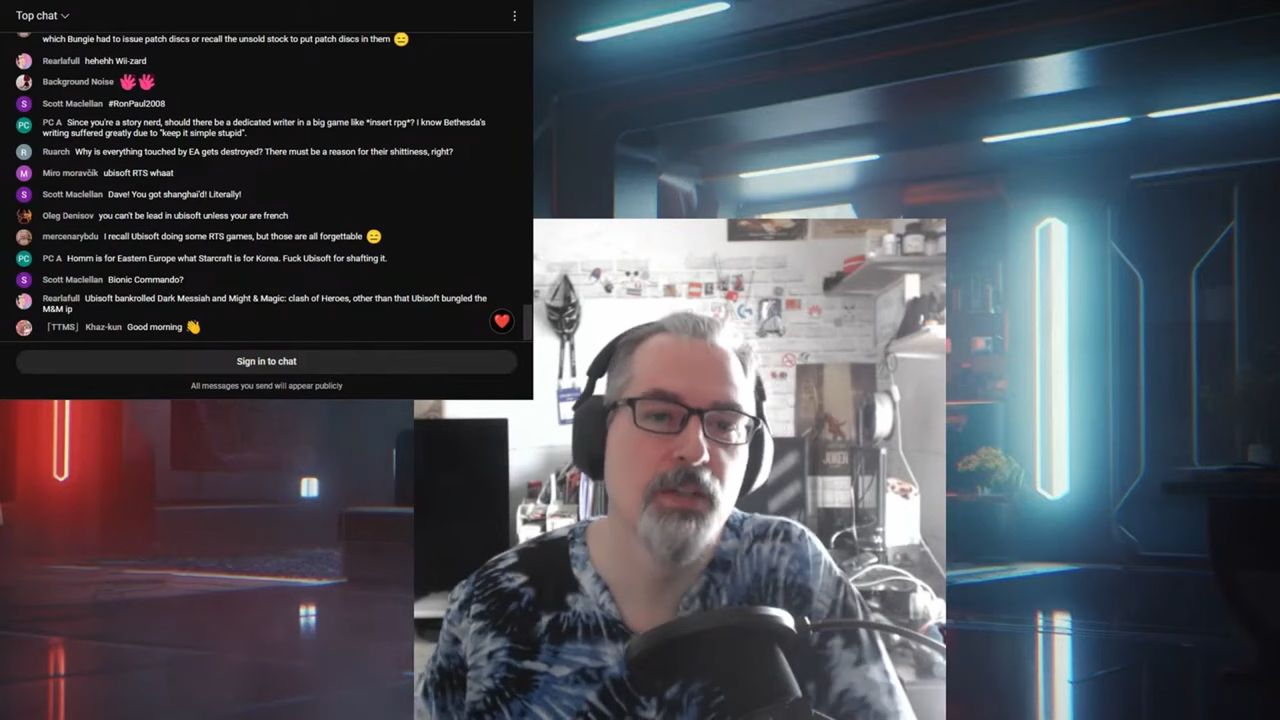 Top chat
which Bungie had to issue patch discs or recall the unsold stock to put patch discs in them 😑
Rearlafull hehehh Wii-zard
Background Noise
S Scott Maclellan #RonPaul2008
PC PC A Since you're a story nerd, should there be a dedicated writer in a big game like *insert rpg*? I know Bethesda's
writing suffered greatly due to "keep it simple stupid".
R Ruarch Why is everything touched by EA gets destroyed? There must be a reason for their shittiness, right?
M Miro moravčík ubisoft RTS whaat
S Scott Maclellan Dave! You got shanghai'd! Literally!
Oleg Denisov you can't be lead in ubisoft unless your are french
mercenarybdu I recall Ubisoft doing some RTS games, but those are all forgettable 😑
PC PC A Homm is for Eastern Europe what Starcraft is for Korea. Fuck Ubisoft for shafting it.
S Scott Maclellan Bionic Commando?
Rearlafull Ubisoft bankrolled Dark Messiah and Might & Magic: clash of Heroes, other than that Ubisoft bungled the
M&M ip
[TTMS] Khaz-kun Good morning 👋
Sign in to chat
All messages you send will appear publicly
JOKER